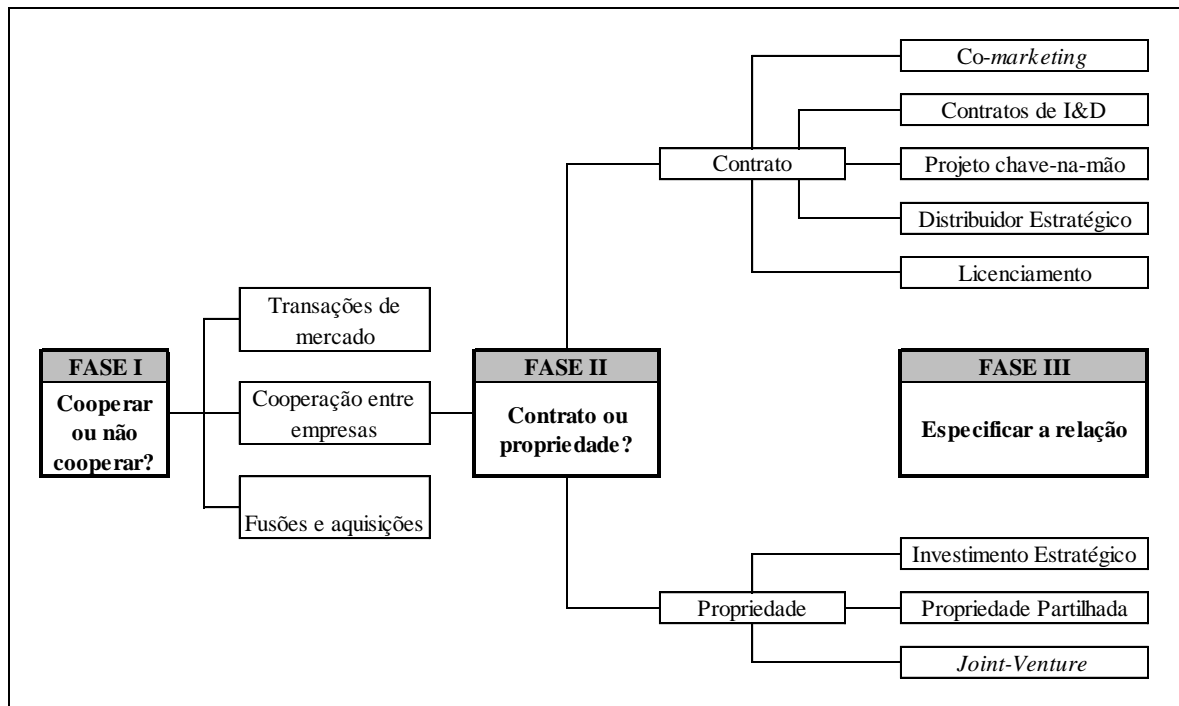 Co-marketing
Contratos de I&D
Contrato
Projeto chave-na-mão
Distribuidor Estratégico
Licenciamento
Transações de
mercado
FASE I
Cooperar
ou não
cooperar?
Cooperação entre
empresas
Fusões e aquisições
FASE II
Contrato ou
propriedade?
FASE III
Especificar a relação
Investimento Estratégico
Propriedade
Propriedade Partilhada
Joint-Venture